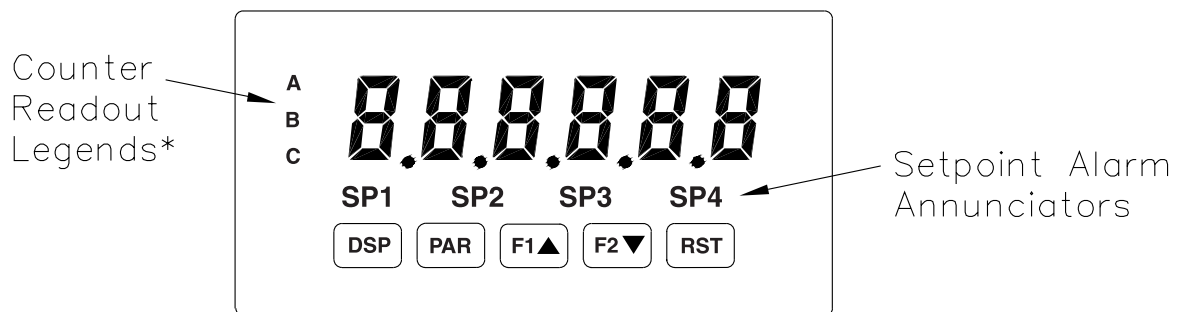 Counter
Readout
Legends*
A
B
C
8.8.8.8.8.8
SP1 SP2 SP3 SP4
DSP PAR F1▲ F2▼ RST
Setpoint Alarm
Annunciators